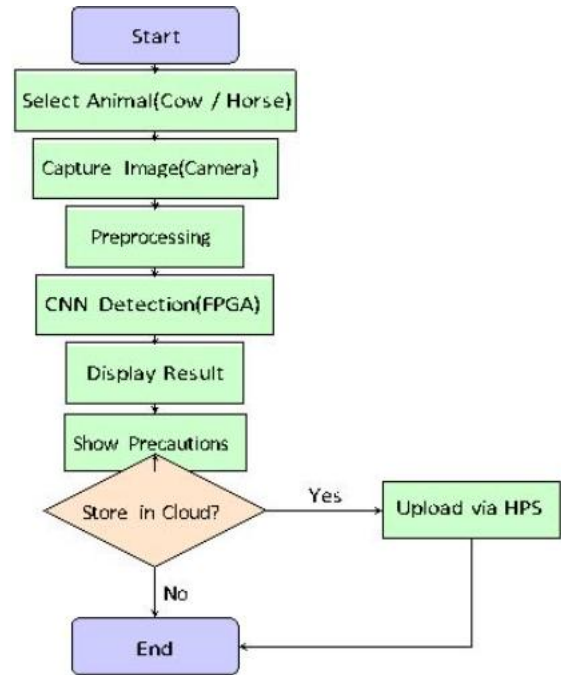 Start
Select Animal(Cow / Horse)
Capture Image(Camera)
Preprocessing
CNN Detection(FPGA)
Display Result
Show Precautions
Store in Cloud?
Yes
Upload via HPS
No
End